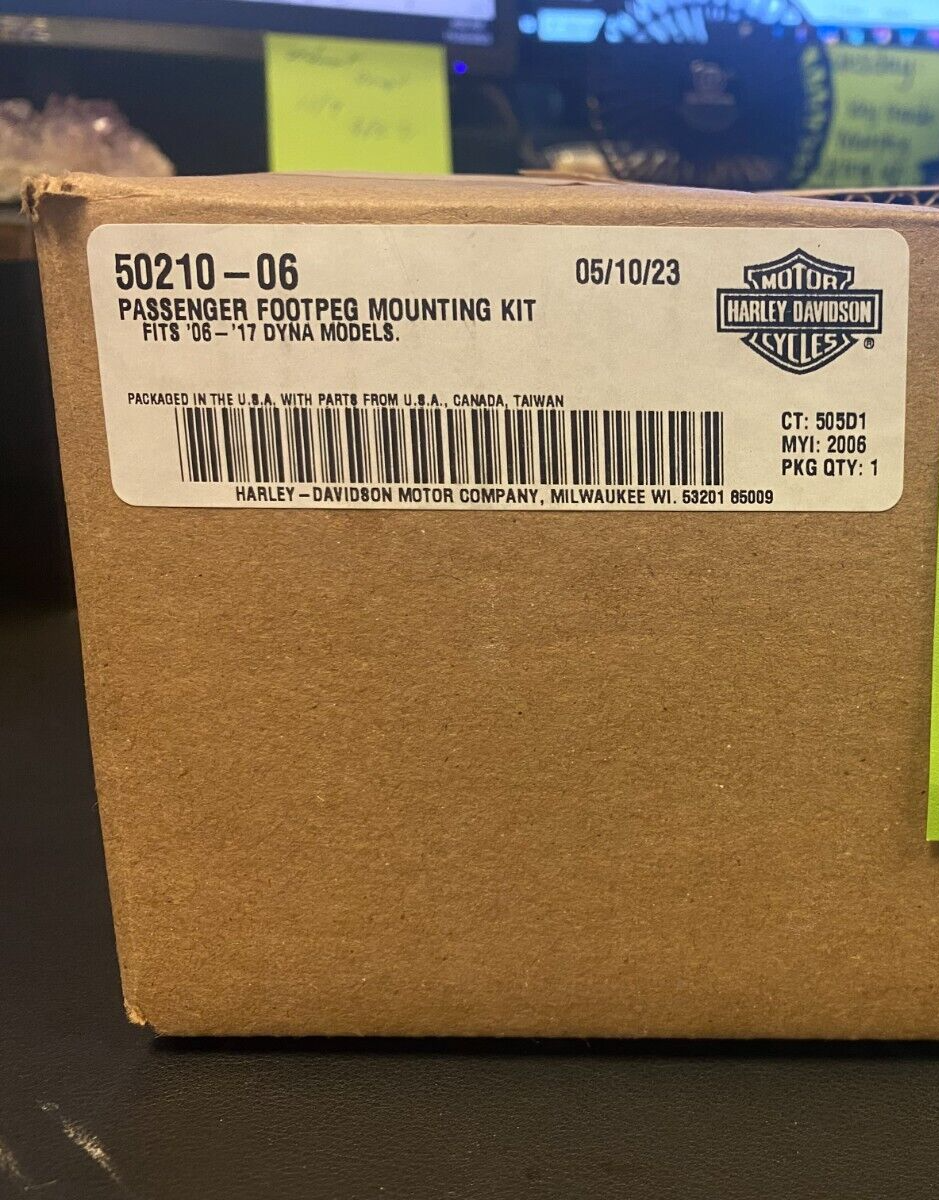 50210-06
05/10/23
MOTOR
HARLEY-DAVIDSON
CYCLES
®
PASSENGER FOOTPEG MOUNTING KIT
FITS '06-'17 DYNA MODELS.
PACKAGED IN THE U.S.A. WITH PARTS FROM U.S.A., CANADA, TAIWAN
CT: 505D1
MYI: 2006
PKG QTY: 1
HARLEY-DAVIDSON MOTOR COMPANY, MILWAUKEE WI. 53201 85009